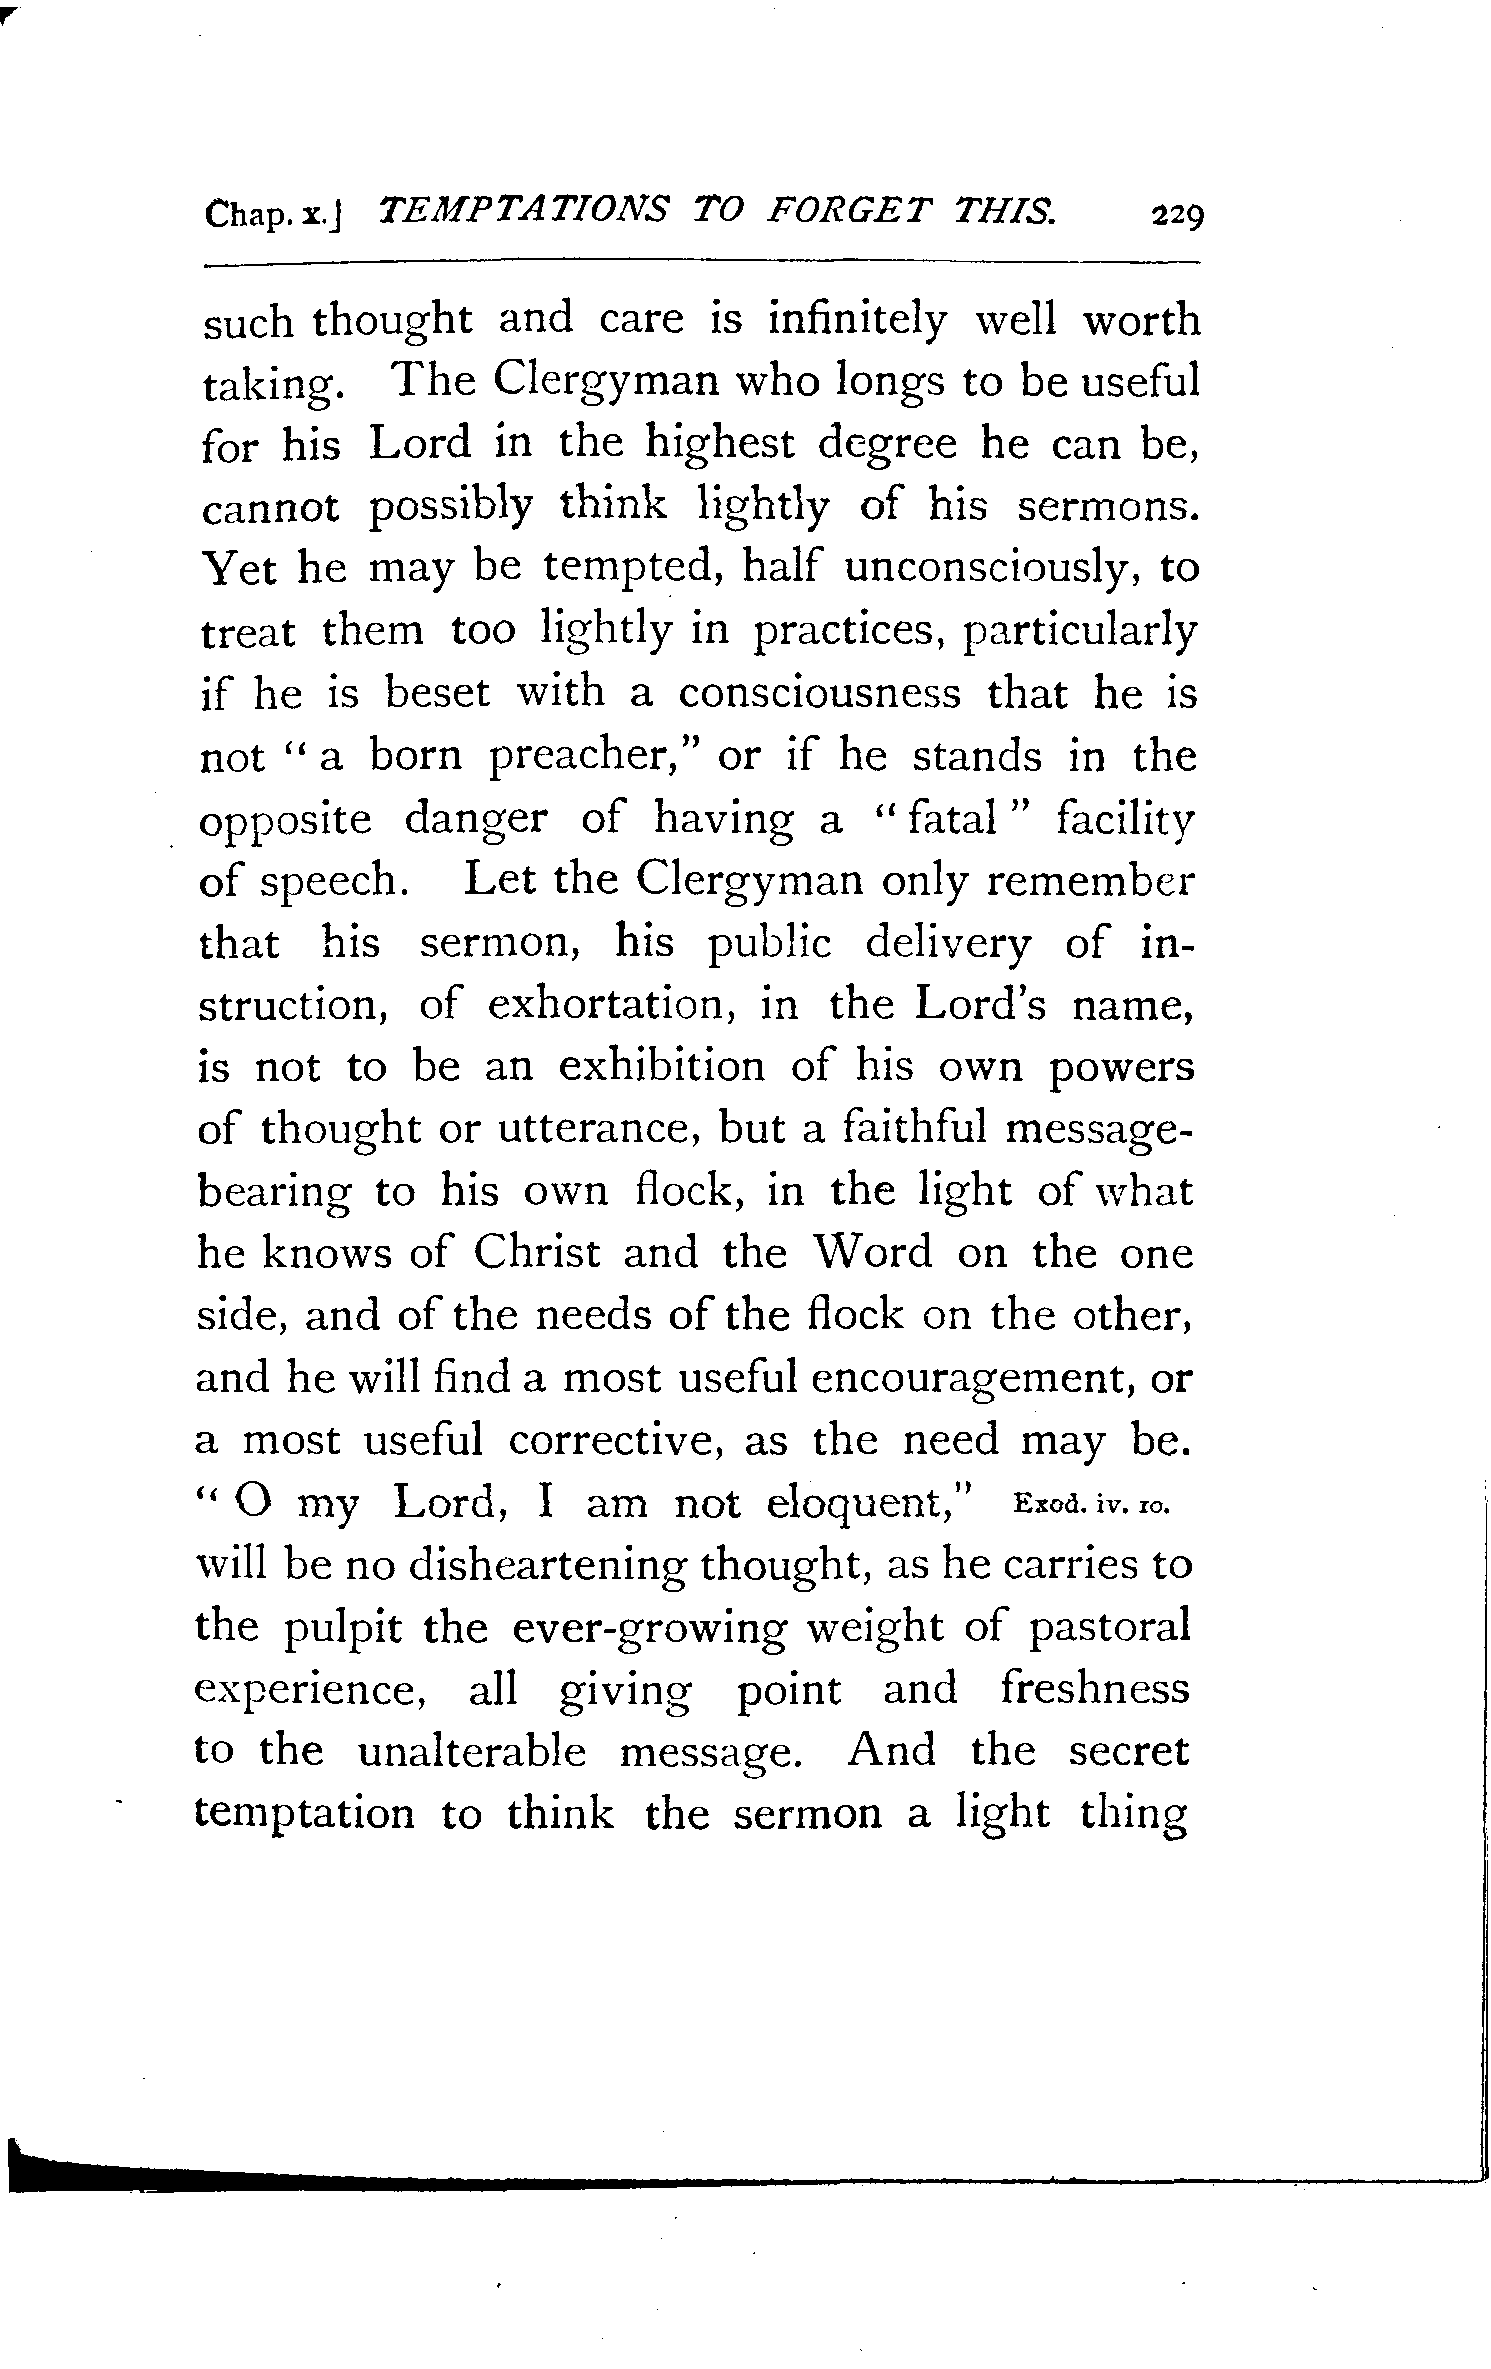 Chap. x.] TEMPTATIONS TO FORGET THIS. 229
such thought and care is infinitely well worth
taking. The Clergyman who longs to be useful
for his Lord in the highest degree he can be,
cannot possibly think lightly of his sermons.
Yet he may be tempted, half unconsciously, to
treat them too lightly in practices, particularly
if he is beset with a consciousness that he is
not "a born preacher," or if he stands in the
opposite danger of having a "fatal" facility
of speech. Let the Clergyman only remember
that his sermon, his public delivery of in-
struction, of exhortation, in the Lord's name,
is not to be an exhibition of his own powers
of thought or utterance, but a faithful message-
bearing to his own flock, in the light of what
he knows of Christ and the Word on the one
side, and of the needs of the flock on the other,
and he will find a most useful encouragement, or
a most useful corrective, as the need may be.
"O my Lord, I am not eloquent," Exod. iv. 10.
will be no disheartening thought, as he carries to
the pulpit the ever-growing weight of pastoral
experience, all giving point and freshness
to the unalterable message. And the secret
temptation to think the sermon a light thing